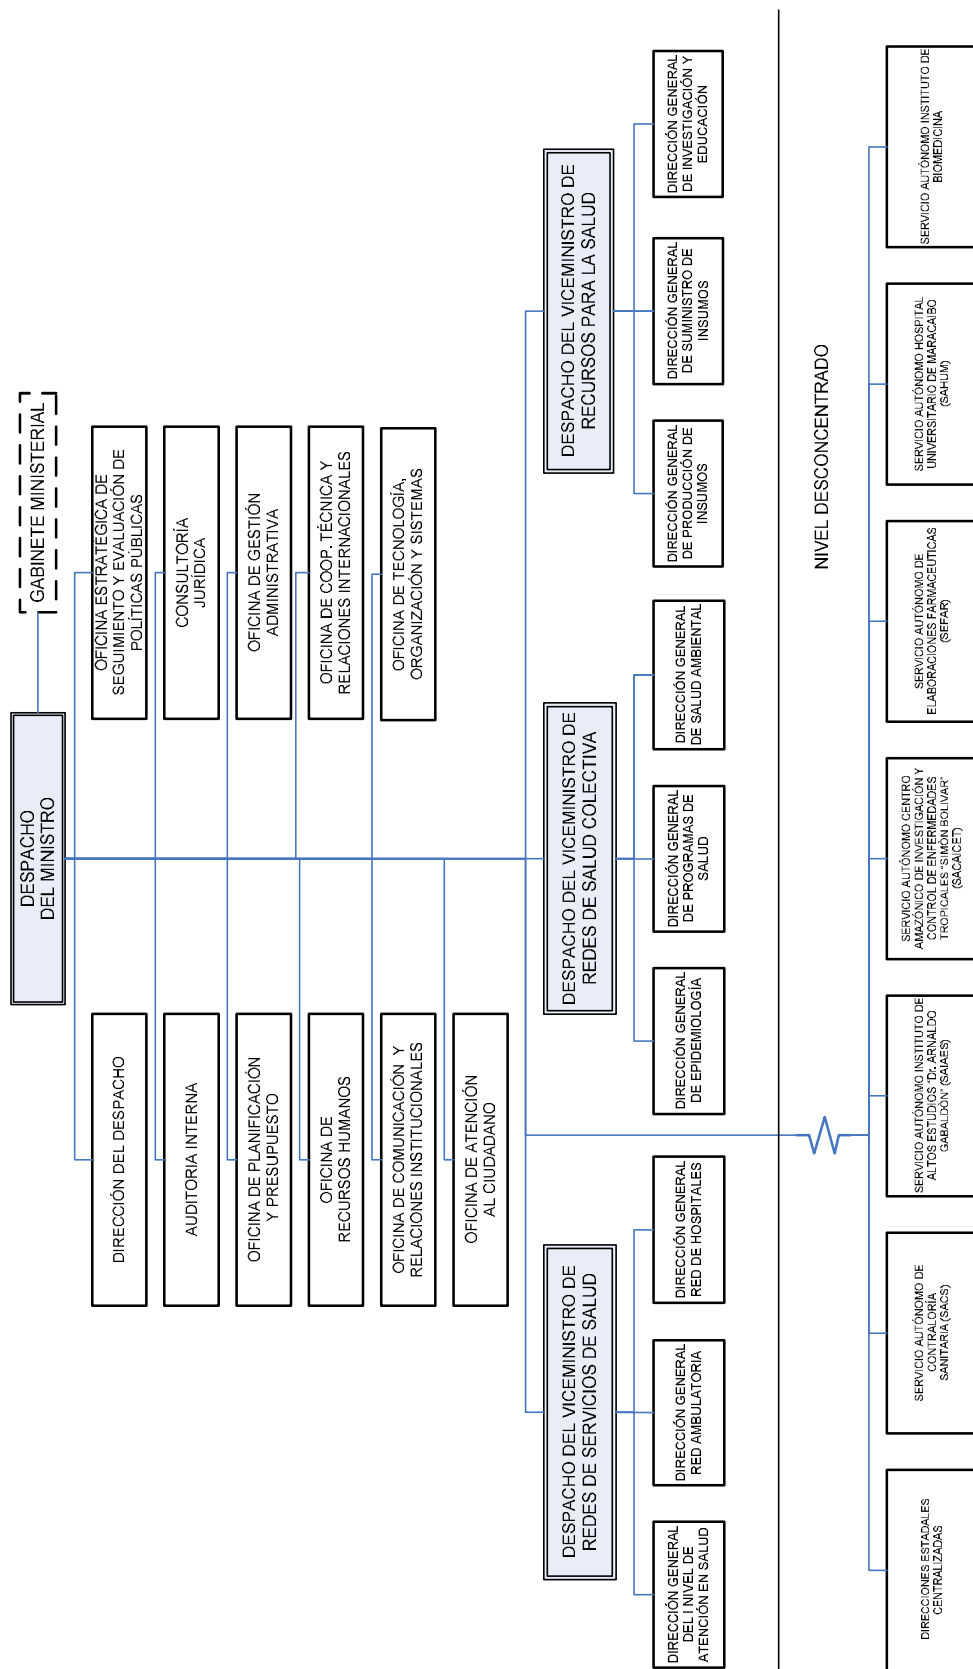 DESPACHO
DEL MINISTRO
GABINETE MINISTERIAL
DIRECCIÓN DEL DESPACHO
OFICINA ESTRATÉGICA DE
SEGUIMIENTO Y EVALUACIÓN DE
POLÍTICAS PÚBLICAS
AUDITORIA INTERNA
CONSULTORÍA
JURÍDICA
OFICINA DE PLANIFICACIÓN
Y PRESUPUESTO
OFICINA DE GESTIÓN
ADMINISTRATIVA
OFICINA DE
RECURSOS HUMANOS
OFICINA DE COOP. TÉCNICA Y
RELACIONES INTERNACIONALES
OFICINA DE COMUNICACIÓN Y
RELACIONES INSTITUCIONALES
OFICINA DE TECNOLOGÍA,
ORGANIZACIÓN Y SISTEMAS
OFICINA DE ATENCIÓN
AL CIUDADANO
DESPACHO DEL VICEMINISTRO DE
REDES DE SERVICIOS DE SALUD
DESPACHO DEL VICEMINISTRO DE
REDES DE SALUD COLECTIVA
DESPACHO DEL VICEMINISTRO DE
RECURSOS PARA LA SALUD
DIRECCIÓN GENERAL
DEL I NIVEL DE
ATENCIÓN EN SALUD
DIRECCIÓN GENERAL
RED AMBULATORIA
DIRECCIÓN GENERAL
RED DE HOSPITALES
DIRECCIÓN GENERAL
DE EPIDEMIOLOGÍA
DIRECCIÓN GENERAL
DE PROGRAMAS DE
SALUD
DIRECCIÓN GENERAL
DE SALUD AMBIENTAL
DIRECCIÓN GENERAL
DE PRODUCCIÓN DE
INSUMOS
DIRECCIÓN GENERAL
DE SUMINISTRO DE
INSUMOS
DIRECCIÓN GENERAL
DE INVESTIGACIÓN Y
EDUCACIÓN
NIVEL DESCONCENTRADO
DIRECCIONES ESTADALES
CENTRALIZADAS
SERVICIO AUTÓNOMO DE
CONTRALORÍA
SANITARIA (SACS)
SERVICIO AUTÓNOMO INSTITUTO DE
ALTOS ESTUDIOS "Dr. ARNALDO
GABALDÓN" (SAIAES)
SERVICIO AUTÓNOMO CENTRO
AMAZÓNICO DE INVESTIGACIÓN Y
CONTROL DE ENFERMEDADES
TROPICALES "SIMÓN BOLIVAR"
(SACAICET)
SERVICIO AUTÓNOMO DE
ELABORACIONES FARMACEUTICAS
(SEFAR)
SERVICIO AUTÓNOMO HOSPITAL
UNIVERSITARIO DE MARACAIBO
(SAHUM)
SERVICIO AUTÓNOMO INSTITUTO DE
BIOMEDICINA